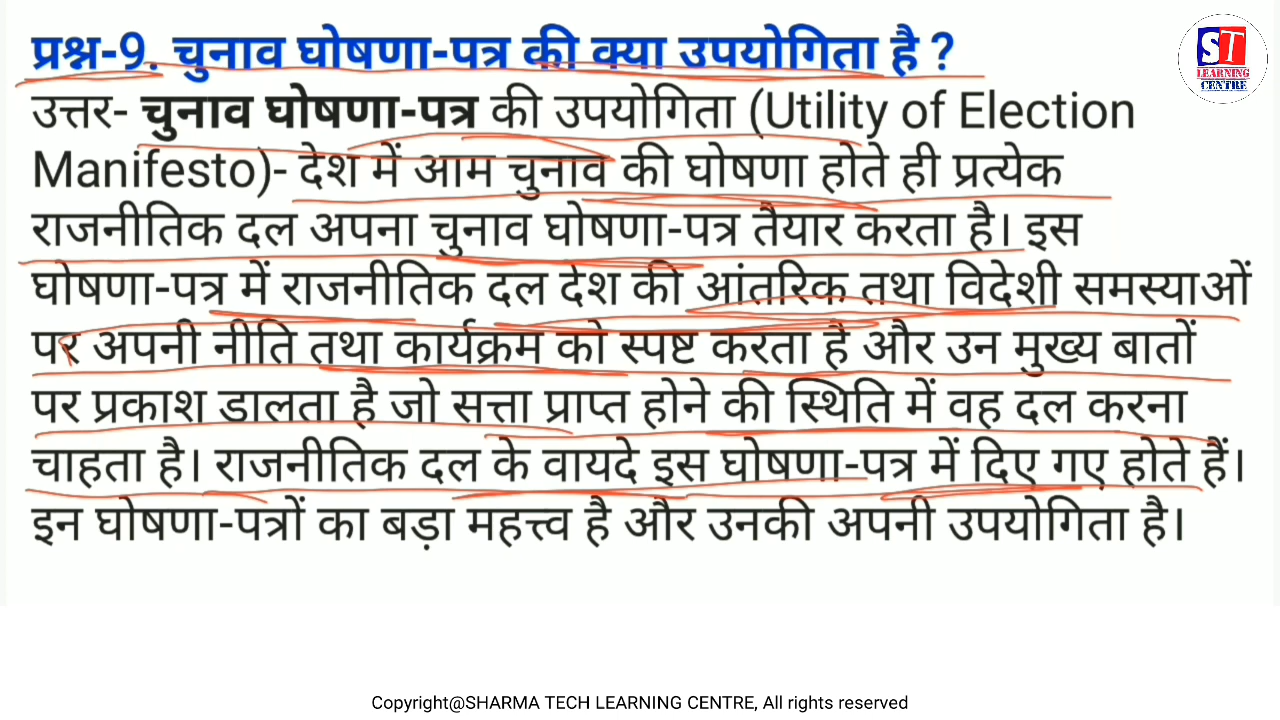 प्रश्न-9. चुनाव घोषणा-पत्र की क्या उपयोगिता है ?
ST
LEARNING
CENTRE
उत्तर- चुनाव घोषणा-पत्र की उपयोगिता (Utility of Election
Manifesto)- देश में आम चुनाव की घोषणा होते ही प्रत्येक
राजनीतिक दल अपना चुनाव घोषणा-पत्र तैयार करता है। इस
घोषणा-पत्र में राजनीतिक दल देश की आंतरिक तथा विदेशी समस्याओं
पर अपनी नीति तथा कार्यक्रम को स्पष्ट करता है और उन मुख्य बातों
पर प्रकाश डालता है जो सत्ता प्राप्त होने की स्थिति में वह दल करना
चाहता है। राजनीतिक दल के वायदे इस घोषणा-पत्र में दिए गए होते हैं।
इन घोषणा-पत्रों का बड़ा महत्त्व है और उनकी अपनी उपयोगिता है।
Copyright@SHARMA TECH LEARNING CENTRE, All rights reserved